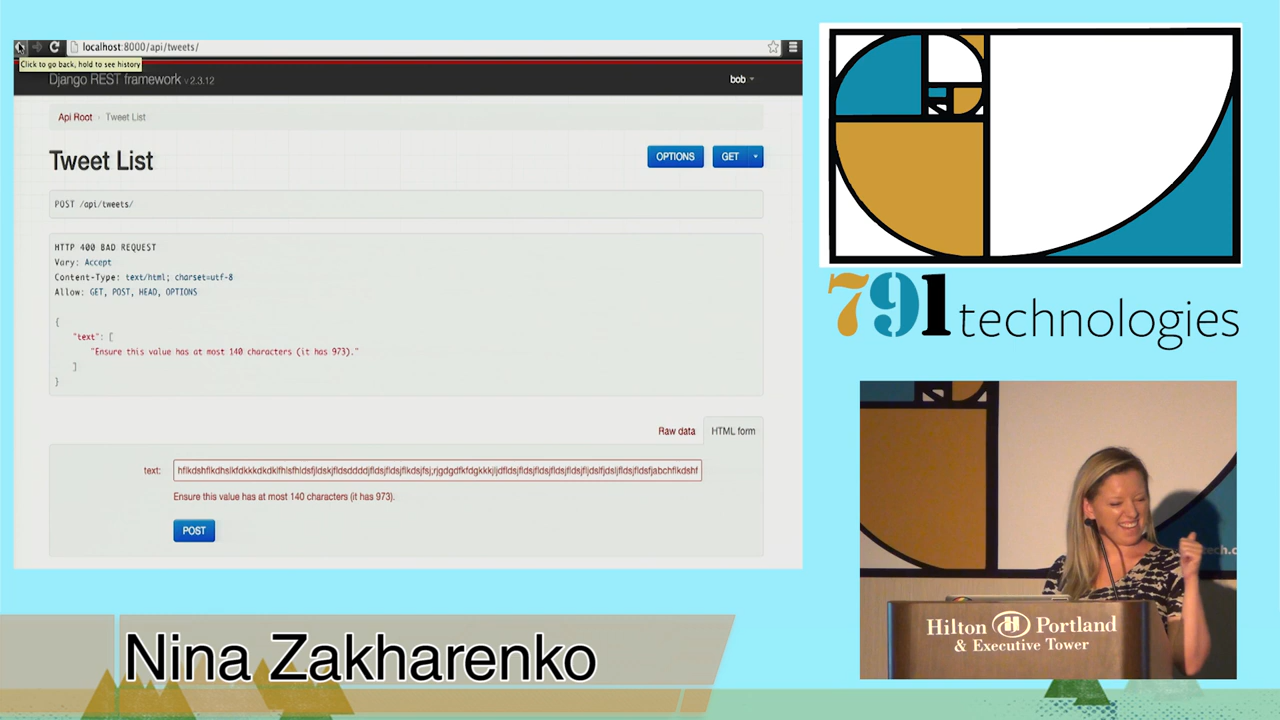 localhost:8000/api/tweets/
Click to go back, hold to see history
Django REST framework v 2.3.12
bob
Api Root › Tweet List
Tweet List
OPTIONS
GET
POST /api/tweets/
HTTP 400 BAD REQUEST
Vary: Accept
Content-Type: text/html; charset=utf-8
Allow: GET, POST, HEAD, OPTIONS
{
"text": [
"Ensure this value has at most 140 characters (it has 973)."
]
}
Raw data
HTML form
text:
Ensure this value has at most 140 characters (it has 973).
POST
791 technologies
tech.c
Hilton H Portland
& Executive Tower
Nina Zakharenko